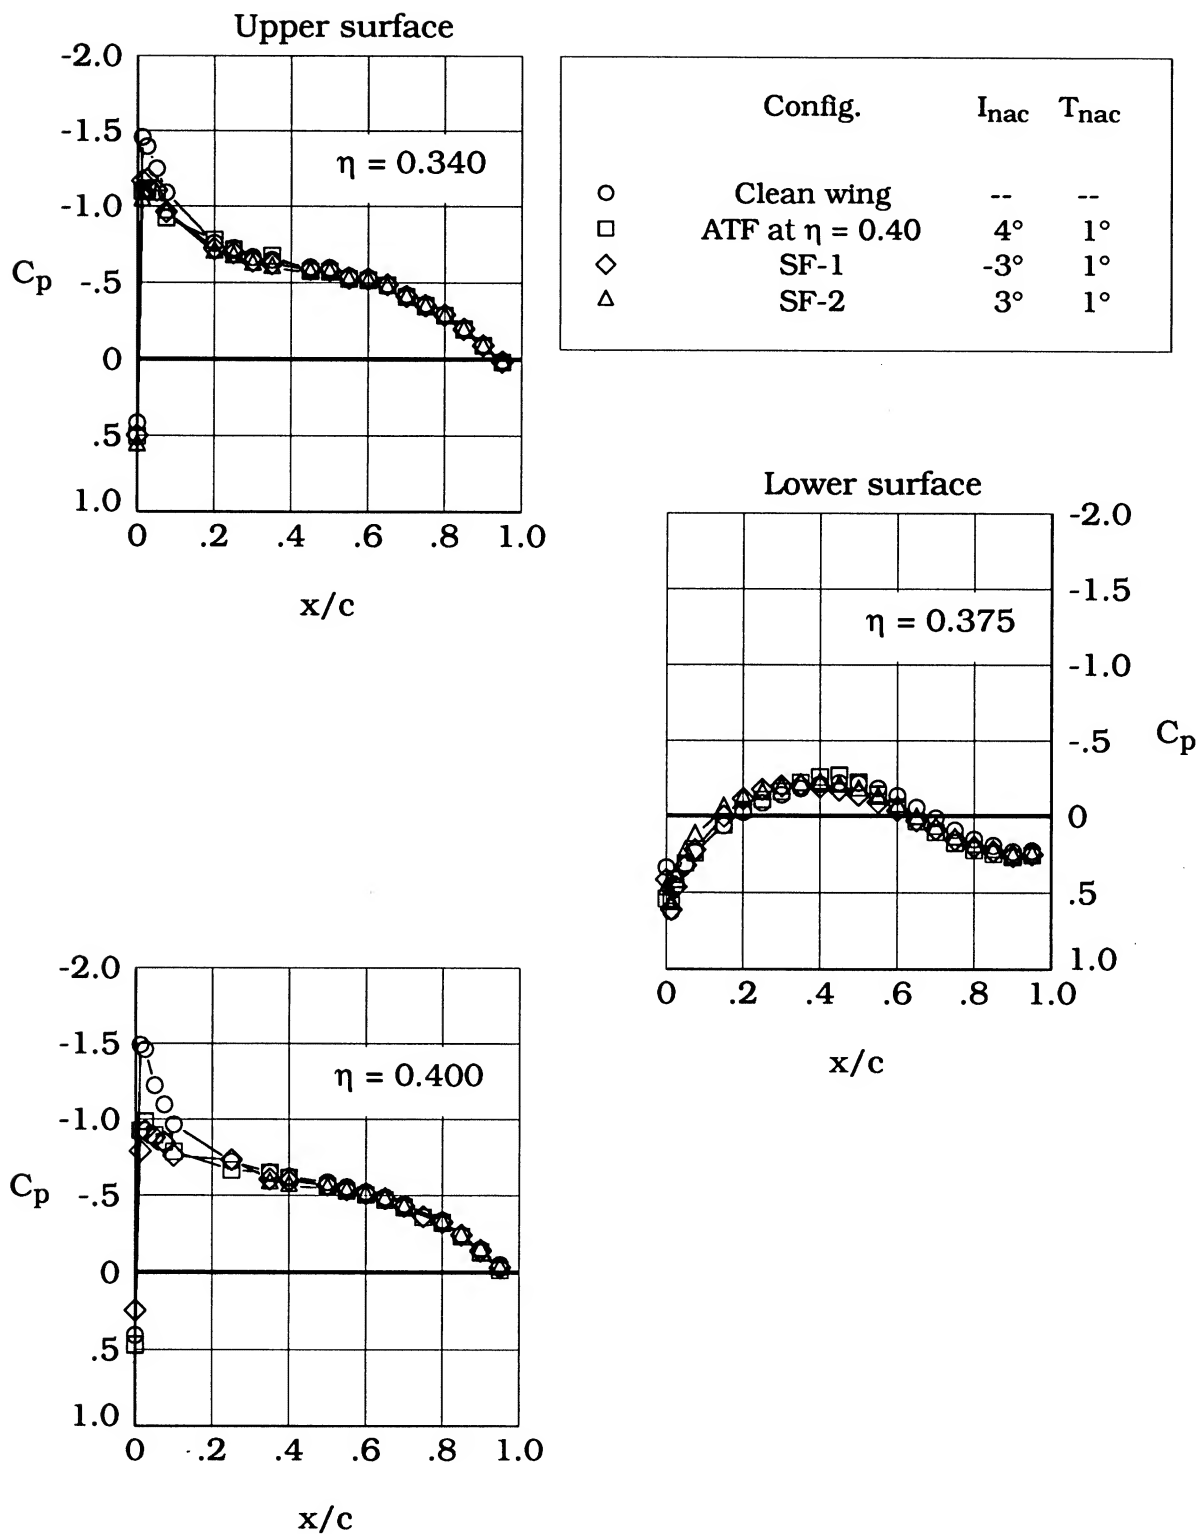 Upper surface
-2.0
-1.5
-1.0
-.5
0
.5
1.0
Cp
η = 0.340
0 .2 .4 .6 .8 1.0
x/c
Config. Inac Tnac
Clean wing -- --
ATF at η = 0.40 4° 1°
SF-1 -3° 1°
SF-2 3° 1°
Lower surface
-2.0
-1.5
-1.0
-.5
0
.5
1.0
Cp
η = 0.375
0 .2 .4 .6 .8 1.0
x/c
-2.0
-1.5
-1.0
-.5
0
.5
1.0
Cp
η = 0.400
0 .2 .4 .6 .8 1.0
x/c